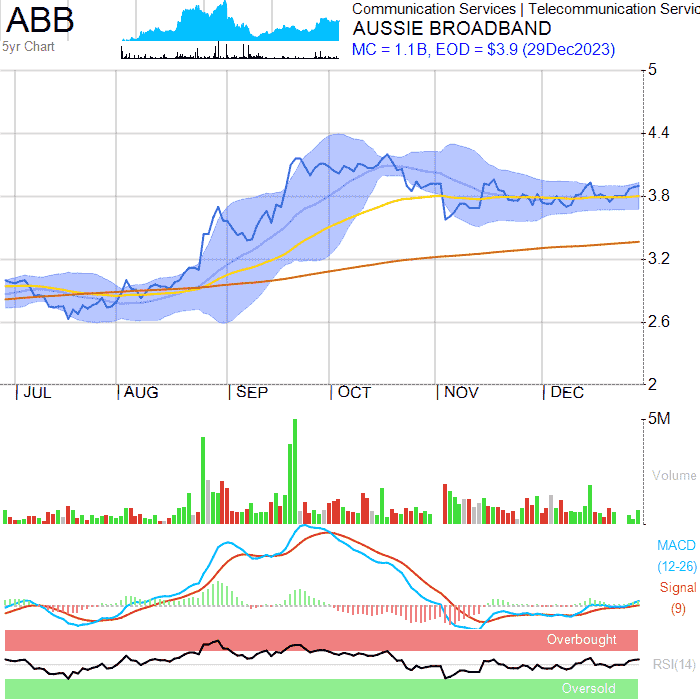 ABB
5yr Chart
Communication Services | Telecommunication Servic
AUSSIE BROADBAND
MC = 1.1B, EOD = $3.9 (29Dec2023)
5
4.4
3.8
3.2
2.6
2
JUL
AUG
SEP
OCT
NOV
DEC
5M
Volume
MACD
(12-26)
Signal
(9)
Overbought
RSI(14)
Oversold